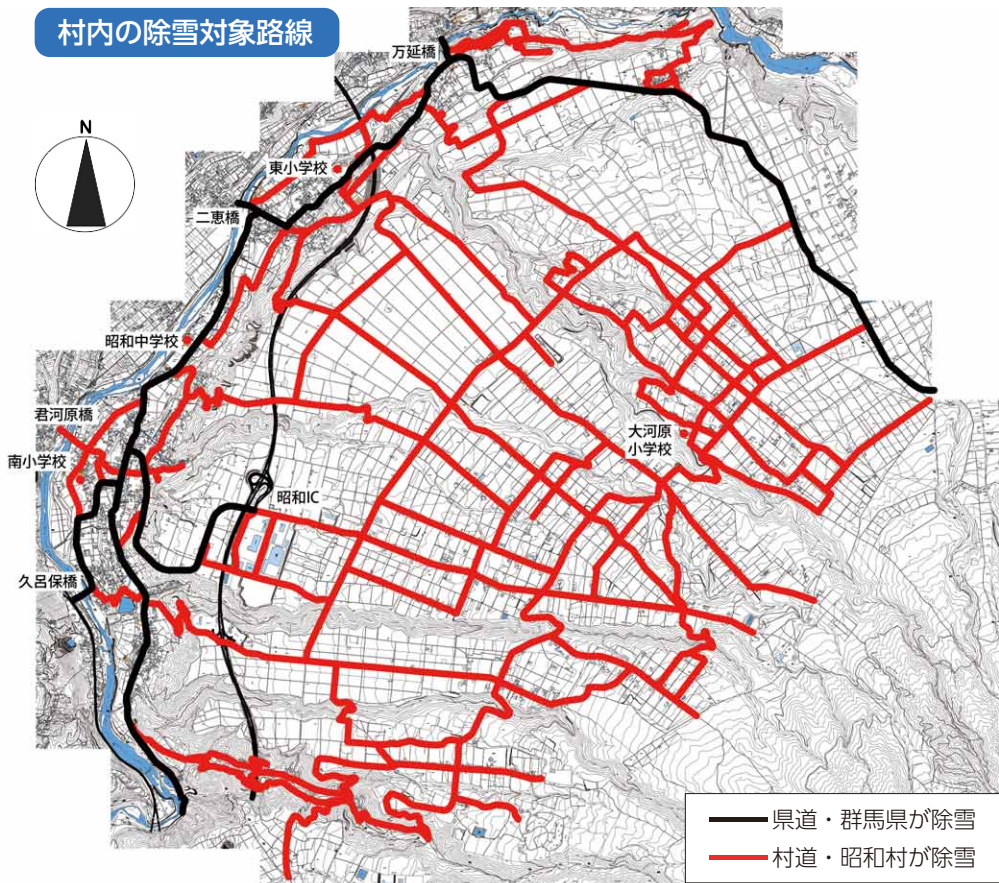 村内の除雪対象路線
万延橋
N
東小学校
二恵橋
昭和中学校
君河原橋
南小学校
大河原
小学校
昭和IC
久呂保橋
県道・群馬県が除雪
村道・昭和村が除雪